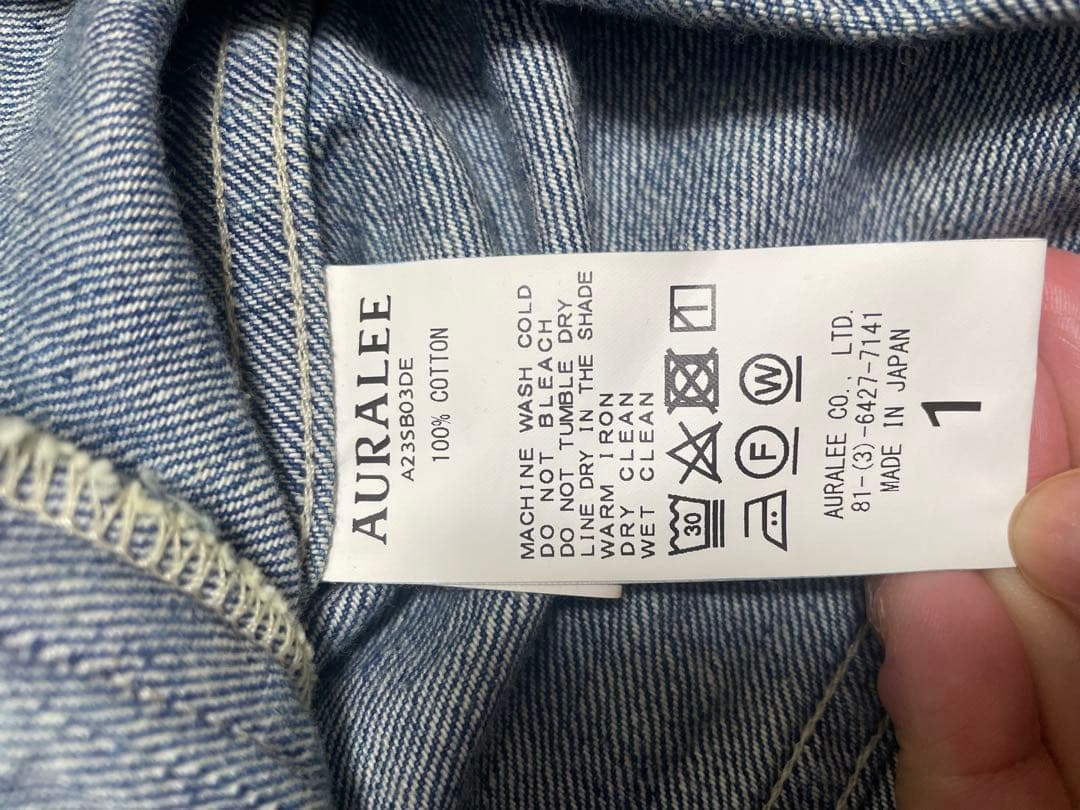 AURALEE
A23SB03DE
100% COTTON
MACHINE WASH COLD
DO NOT BLEACH
DO NOT TUMBLE DRY
LINE DRY IN THE SHADE
WARM IRON
DRY CLEAN
WET CLEAN
30
F W
AURALEE CO., LTD.
81-(3)-6427-7141
MADE IN JAPAN
1